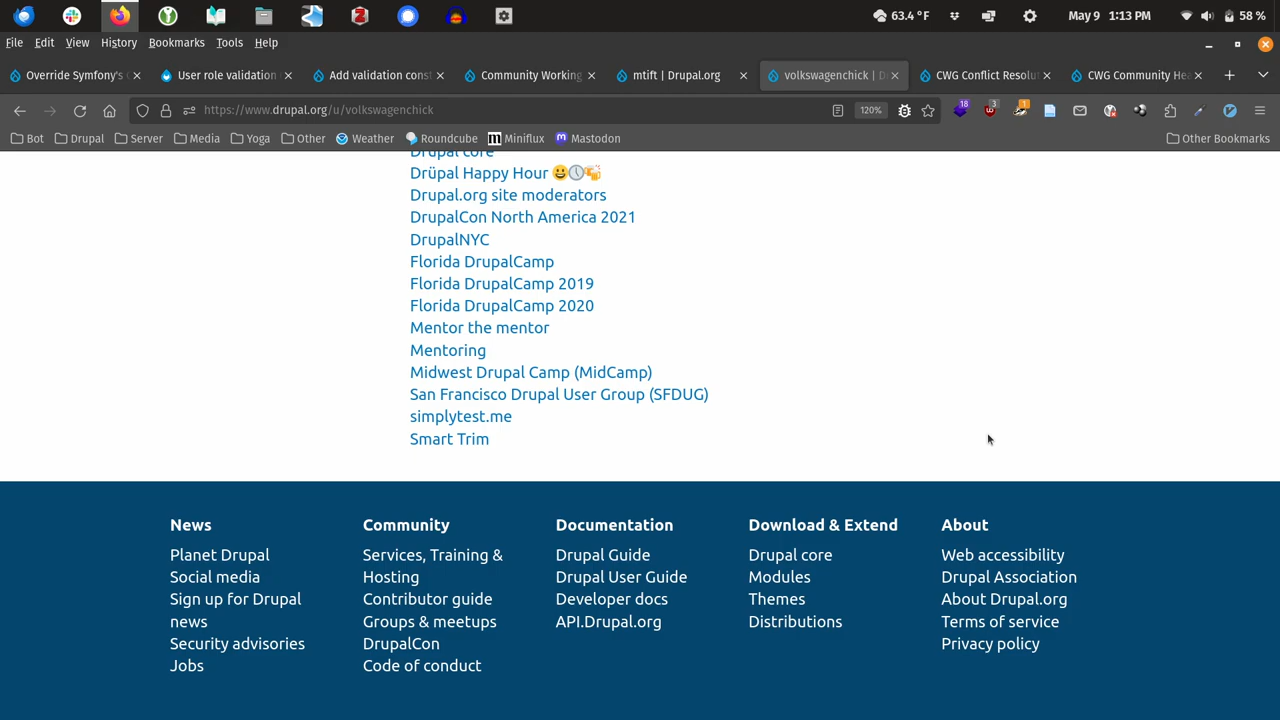 63.4 °F
May 9 1:13 PM
58 %
File Edit View History Bookmarks Tools Help
Override Symfony's
User role validation
Add validation const
Community Working
mtift | Drupal.org
volkswagenchick | D
CWG Conflict Resolu
CWG Community Hea
https://www.drupal.org/u/volkswagenchick
120%
18
3
1
Bot Drupal Server Media Yoga Other Weather Roundcube Miniflux Mastodon Other Bookmarks
Drupal core
Drüpal Happy Hour 😀🕔🍻
Drupal.org site moderators
DrupalCon North America 2021
DrupalNYC
Florida DrupalCamp
Florida DrupalCamp 2019
Florida DrupalCamp 2020
Mentor the mentor
Mentoring
Midwest Drupal Camp (MidCamp)
San Francisco Drupal User Group (SFDUG)
simplytest.me
Smart Trim
News
Planet Drupal
Social media
Sign up for Drupal
news
Security advisories
Jobs
Community
Services, Training &
Hosting
Contributor guide
Groups & meetups
DrupalCon
Code of conduct
Documentation
Drupal Guide
Drupal User Guide
Developer docs
API.Drupal.org
Download & Extend
Drupal core
Modules
Themes
Distributions
About
Web accessibility
Drupal Association
About Drupal.org
Terms of service
Privacy policy